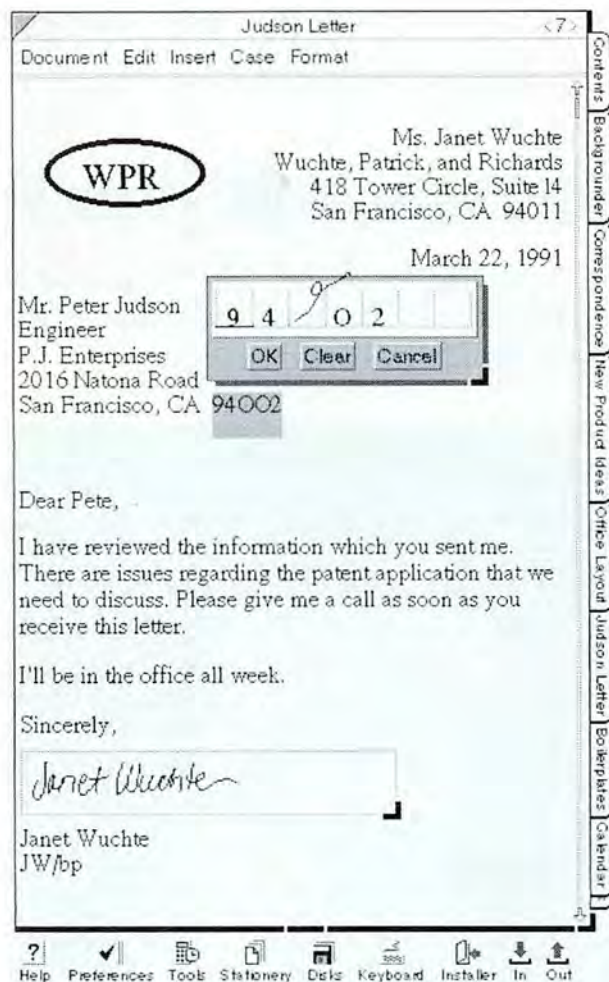 Judson Letter
<7>
Document Edit Insert Case Format
WPR
Ms. Janet Wuchte
Wuchte, Patrick, and Richards
418 Tower Circle, Suite 14
San Francisco, CA 94011
March 22, 1991
9 4 O 2
OK Clear Cancel
Mr. Peter Judson
Engineer
P.J. Enterprises
2016 Natona Road
San Francisco, CA 94OO2
Dear Pete,
I have reviewed the information which you sent me.
There are issues regarding the patent application that we
need to discuss. Please give me a call as soon as you
receive this letter.
I'll be in the office all week.
Sincerely,
Janet Wuchte
Janet Wuchte
JW/bp
Contents
Backgrounder
Correspondence
New Product Ideas
Office Layout
Judson Letter
Boilerplates
Calendar
? Help Preferences Tools Stationery Disks Keyboard Installer In Out